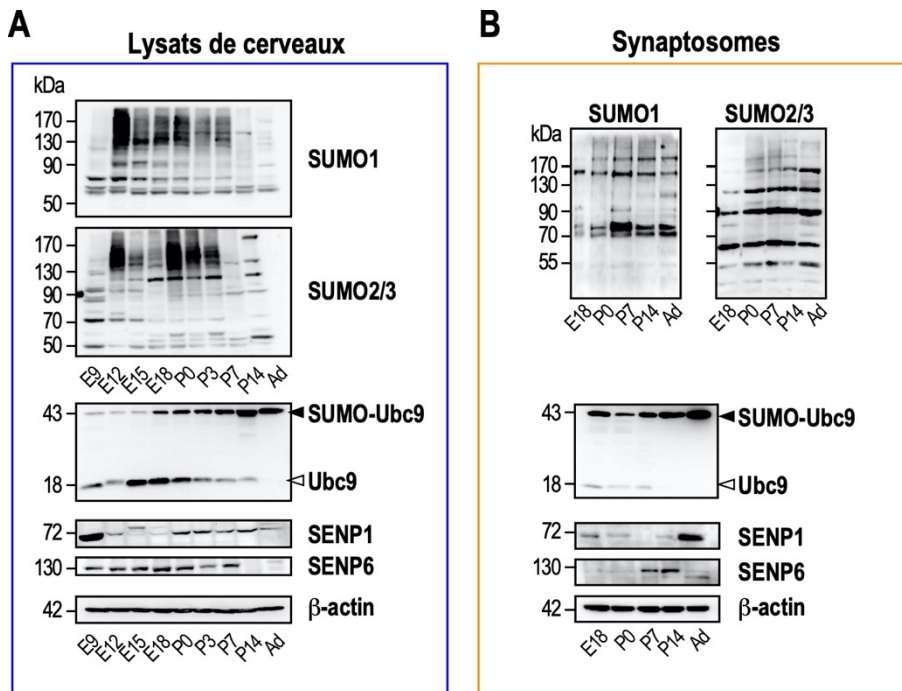 A
Lysats de cerveaux
kDa
170
130
90
50
SUMO1
170
130
90
70
50
SUMO2/3
E9 E12 E15 E18 P0 P3 P7 P14 Ad
43
SUMO-Ubc9
18
Ubc9
72
SENP1
130
SENP6
42
β-actin
E9 E12 E15 E18 P0 P3 P7 P14 Ad
B
Synaptosomes
SUMO1 SUMO2/3
kDa
170
130
90
70
55
E18 P0 P7 P14 Ad E18 P0 P7 P14 Ad
43
SUMO-Ubc9
18
Ubc9
72
SENP1
130
SENP6
42
β-actin
E18 P0 P7 P14 Ad